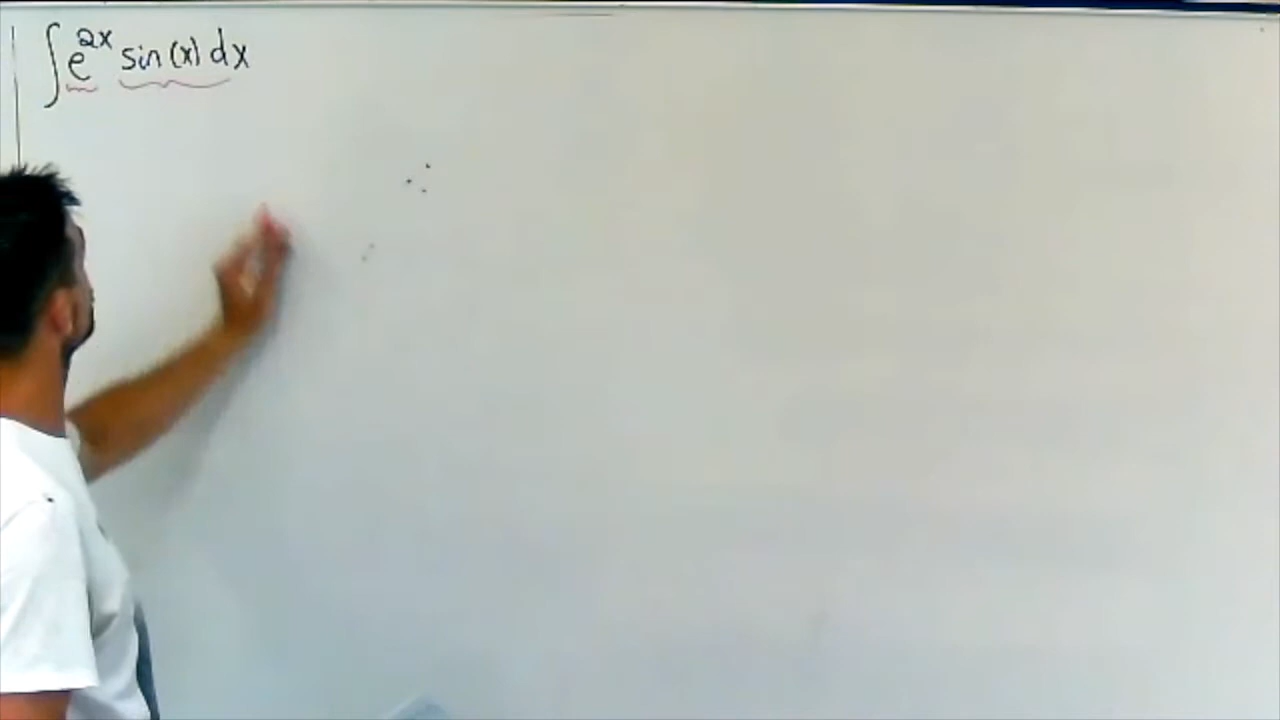 ∫e^{2x} sin(x) dx